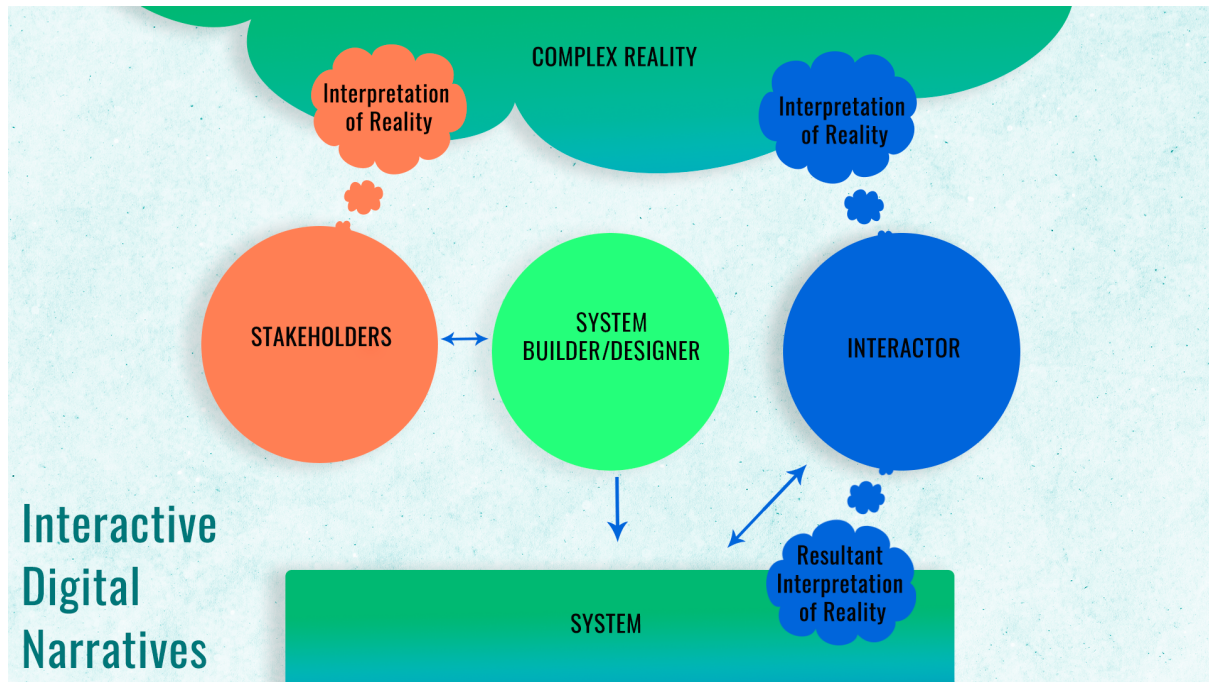 COMPLEX REALITY
Interpretation
of Reality
Interpretation
of Reality
STAKEHOLDERS
SYSTEM
BUILDER/DESIGNER
INTERACTOR
Interactive
Digital
Narratives
SYSTEM
Resultant
Interpretation
of Reality